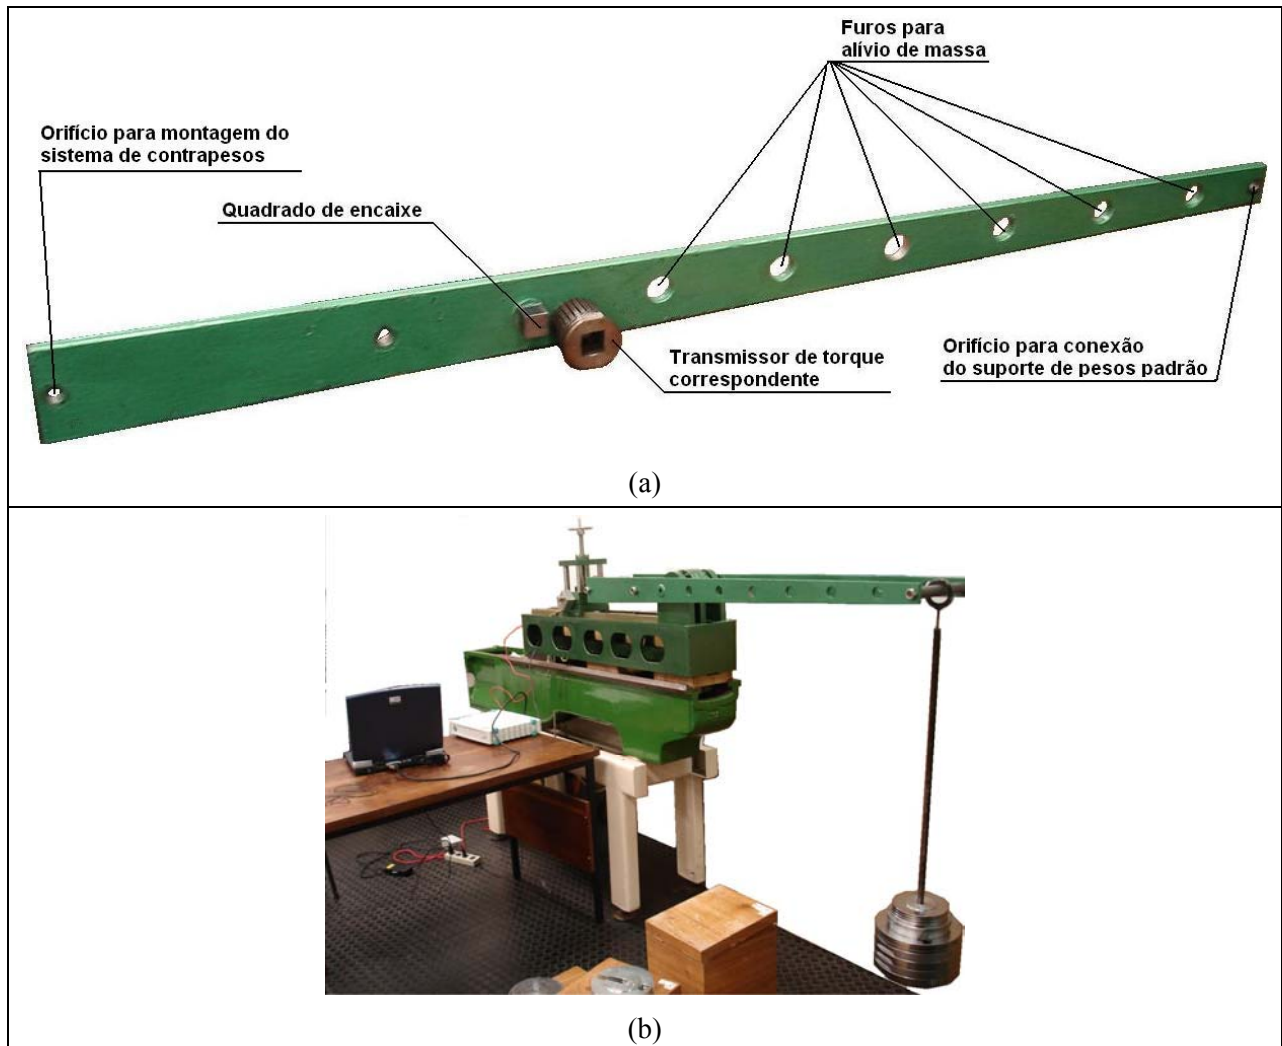 Furos para
alívio de massa
Orifício para montagem do
sistema de contrapesos
Quadrado de encaixe
Transmissor de torque
correspondente
Orifício para conexão
do suporte de pesos padrão
(a)
(b)